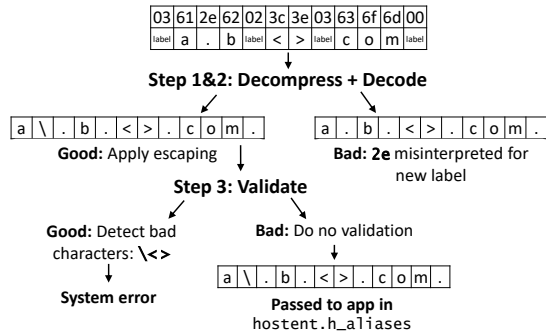 03 61 2e 62 02 3c 3e 03 63 6f 6d 00
label a . b label < > label c o m label
Step 1&2: Decompress + Decode
a \ . b . < > . c o m .
a . b . < > . c o m .
Good: Apply escaping
Bad: 2e misinterpreted for
new label
Step 3: Validate
Good: Detect bad
characters: \<>
Bad: Do no validation
a \ . b . < > . c o m .
System error
Passed to app in
hostent.h_aliases